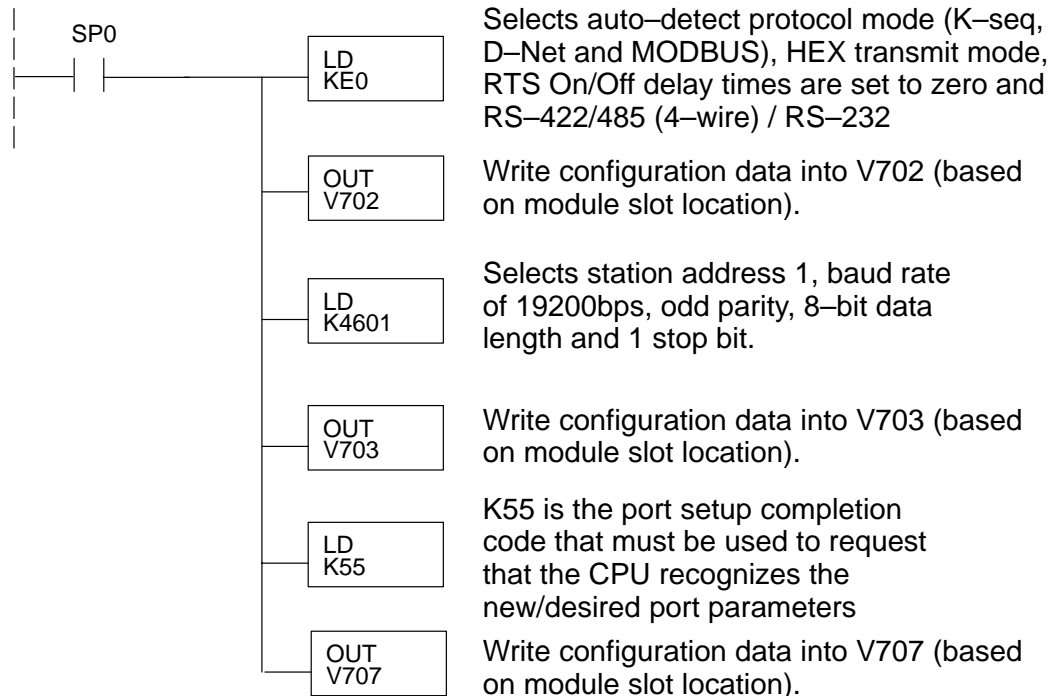 SP0
LD
KE0
Selects auto–detect protocol mode (K–seq,
D–Net and MODBUS), HEX transmit mode,
RTS On/Off delay times are set to zero and
RS–422/485 (4–wire) / RS–232
OUT
V702
Write configuration data into V702 (based
on module slot location).
LD
K4601
Selects station address 1, baud rate
of 19200bps, odd parity, 8–bit data
length and 1 stop bit.
OUT
V703
Write configuration data into V703 (based
on module slot location).
LD
K55
K55 is the port setup completion
code that must be used to request
that the CPU recognizes the
new/desired port parameters
OUT
V707
Write configuration data into V707 (based
on module slot location).